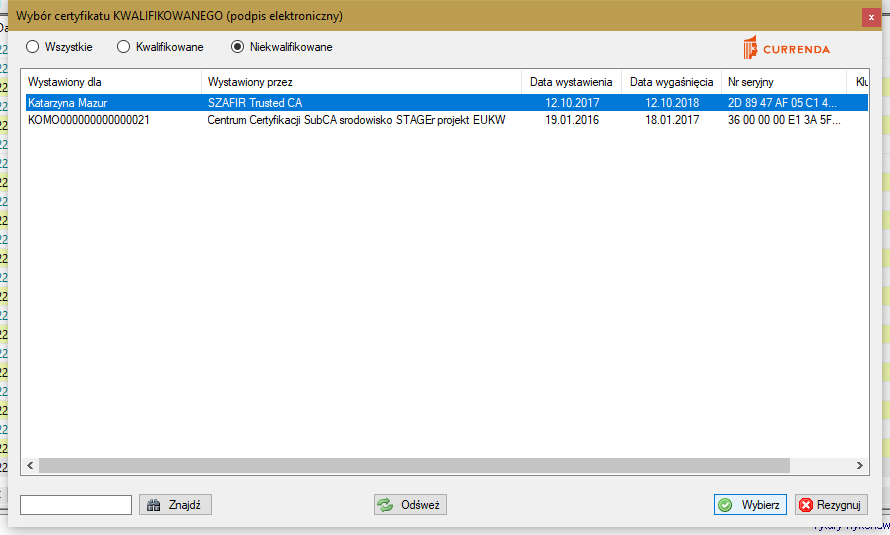 Wybór certyfikatu KWALIFIKOWANEGO (podpis elektroniczny)
Wszystkie Kwalifikowane Niekwalifikowane
CURRENDA
Wystawiony dla Wystawiony przez Data wystawienia Data wygaśnięcia Nr seryjny Klu
Katarzyna Mazur SZAFIR Trusted CA 12.10.2017 12.10.2018 2D 89 47 AF 05 C1 4...
KOMO000000000000021 Centrum Certyfikacji SubCA srodowisko STAGEr projekt EUKW 19.01.2016 18.01.2017 36 00 00 00 E1 3A 5F...
Znajdź Odśwież Wybierz Rezygnuj